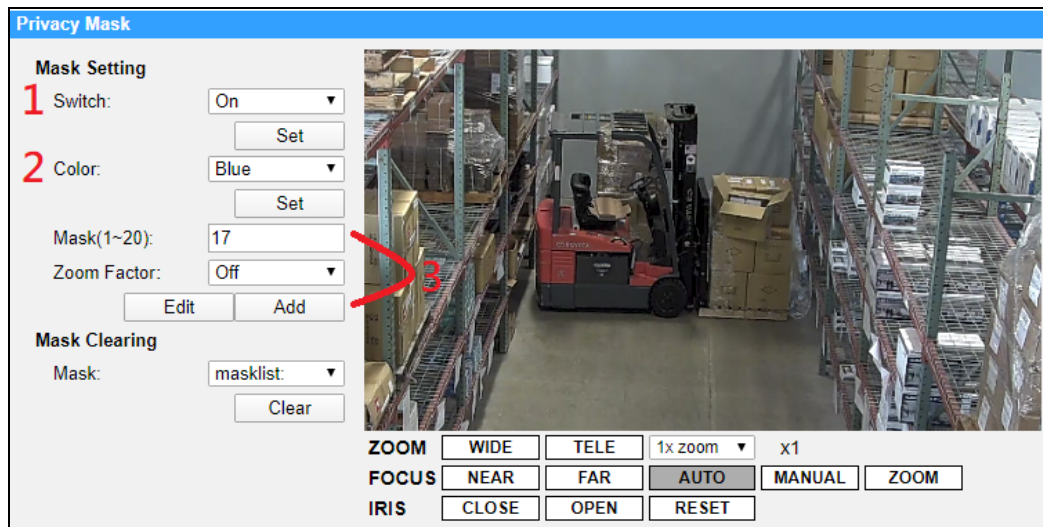 Privacy Mask
Mask Setting
1 Switch: On
Set
2 Color: Blue
Set
Mask(1~20): 17
3
Zoom Factor: Off
Edit Add
Mask Clearing
Mask: masklist:
Clear
TOYOTA
ZOOM WIDE TELE 1x zoom x1
FOCUS NEAR FAR AUTO MANUAL ZOOM
IRIS CLOSE OPEN RESET